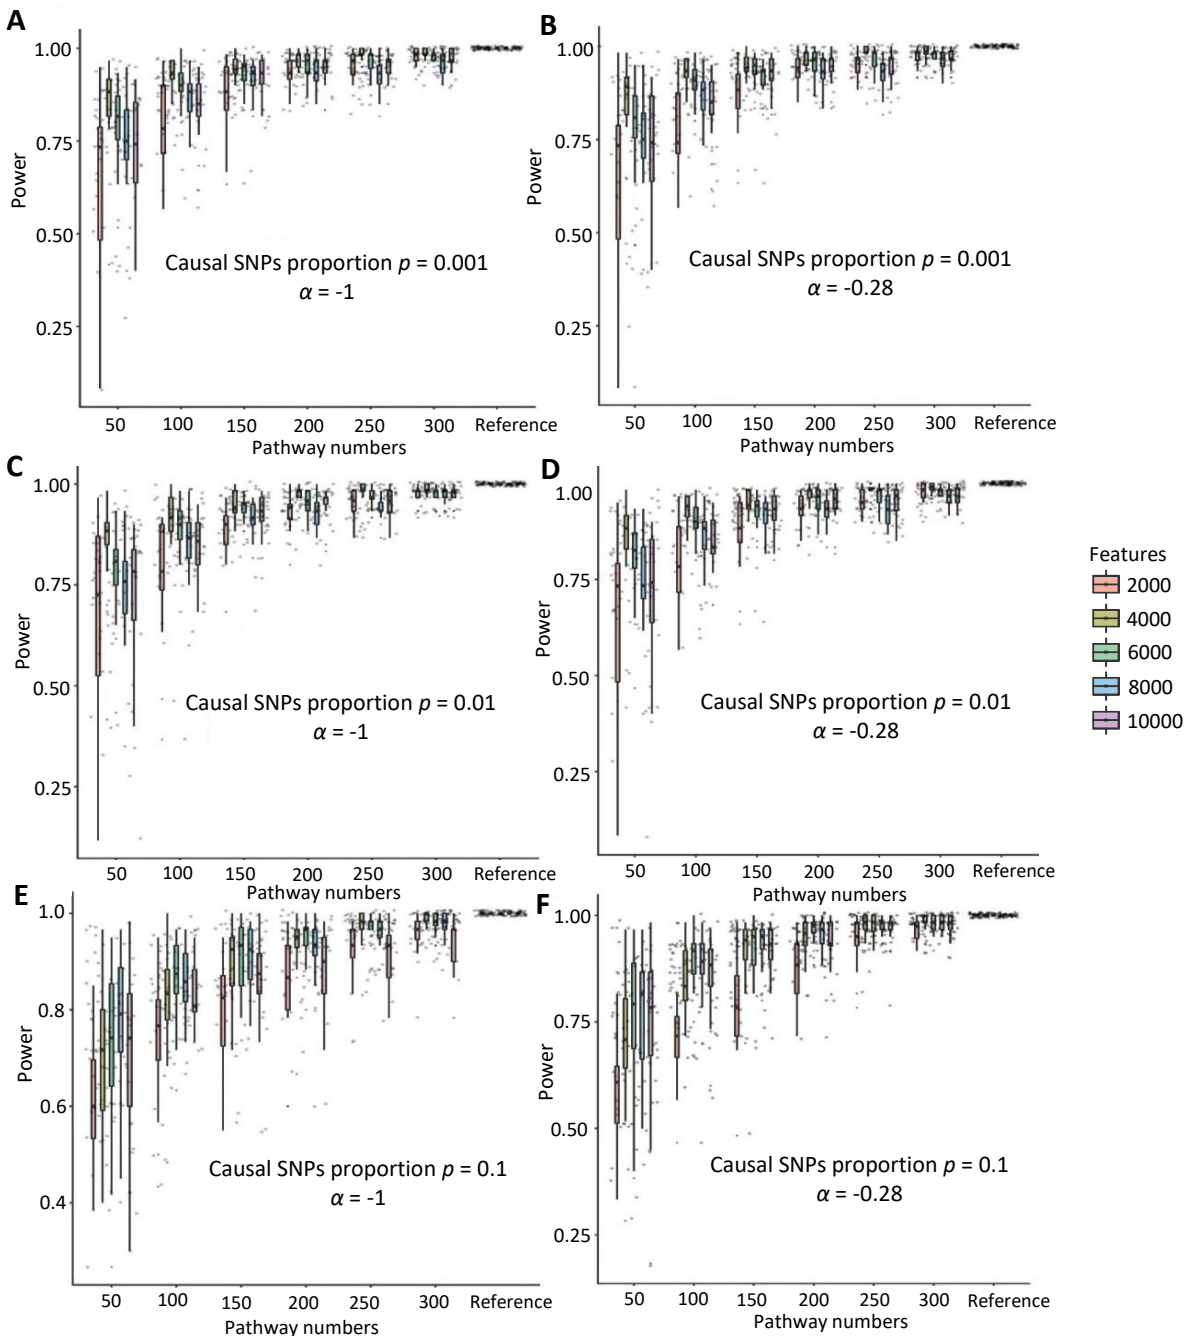 A
1.00
0.75
0.50
0.25
Power
Causal SNPs proportion p = 0.001
α = -1
50 100 150 200 250 300 Reference
Pathway numbers
B
1.00
0.75
0.50
0.25
Power
Causal SNPs proportion p = 0.001
α = -0.28
50 100 150 200 250 300 Reference
Pathway numbers
C
1.00
0.75
0.50
0.25
Power
Causal SNPs proportion p = 0.01
α = -1
50 100 150 200 250 300 Reference
Pathway numbers
D
1.00
0.75
0.50
0.25
Power
Causal SNPs proportion p = 0.01
α = -0.28
50 100 150 200 250 300 Reference
Pathway numbers
Features
2000
4000
6000
8000
10000
E
1.0
0.8
0.6
0.4
Power
Causal SNPs proportion p = 0.1
α = -1
50 100 150 200 250 300 Reference
Pathway numbers
F
1.00
0.75
0.50
0.25
Power
Causal SNPs proportion p = 0.1
α = -0.28
50 100 150 200 250 300 Reference
Pathway numbers